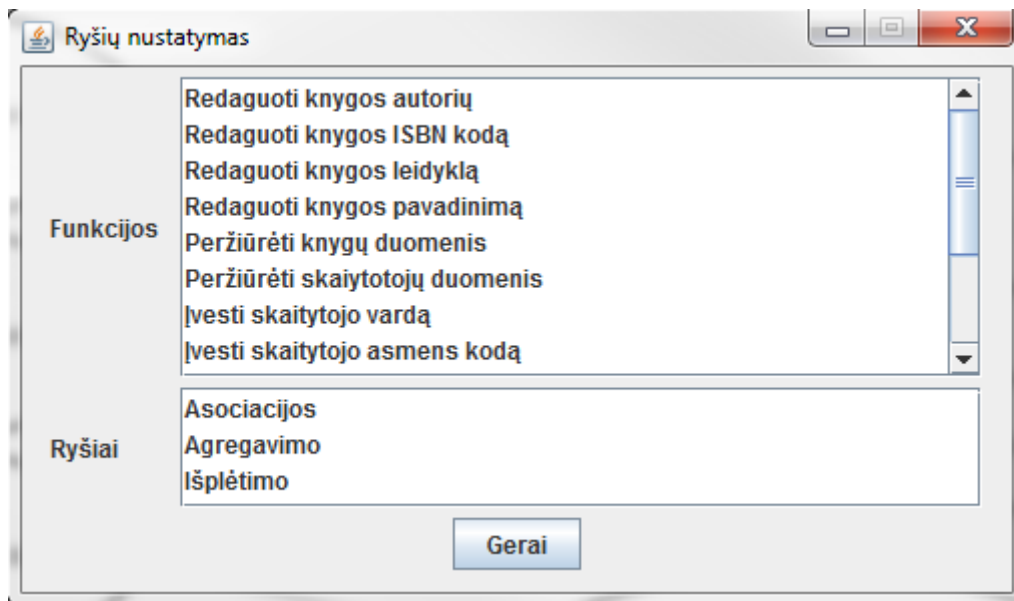 Ryšių nustatymas
Funkcijos
Redaguoti knygos autorių
Redaguoti knygos ISBN kodą
Redaguoti knygos leidyklą
Redaguoti knygos pavadinimą
Peržiūrėti knygų duomenis
Peržiūrėti skaiytotojų duomenis
Įvesti skaitytojo vardą
Įvesti skaitytojo asmens kodą
Ryšiai
Asociacijos
Agregavimo
Išplėtimo
Gerai